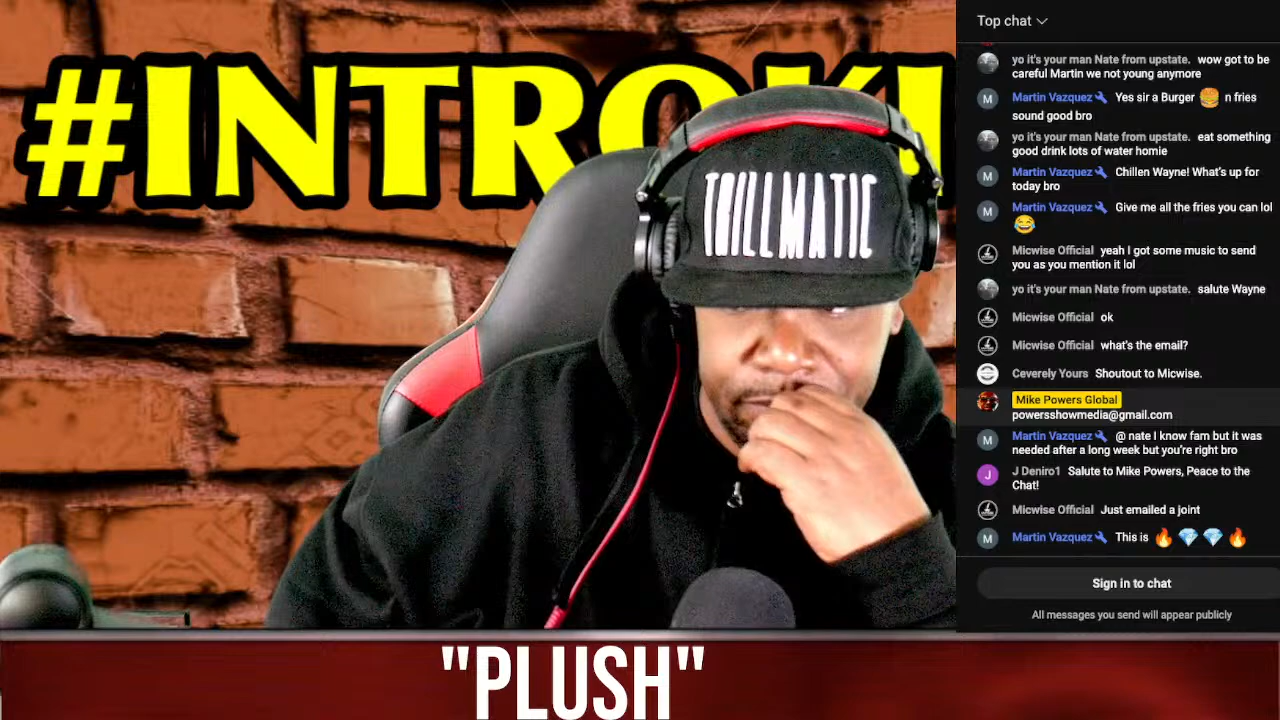 #INTROK!
TRILLMATIC
"PLUSH"
Top chat
yo it's your man Nate from upstate. wow got to be
careful Martin we not young anymore
M Martin Vazquez Yes sir a Burger 🍔 n fries
sound good bro
yo it's your man Nate from upstate. eat something
good drink lots of water homie
M Martin Vazquez Chillen Wayne! What's up for
today bro
M Martin Vazquez Give me all the fries you can lol
😂
Micwise Official yeah I got some music to send
you as you mention it lol
yo it's your man Nate from upstate. salute Wayne
Micwise Official ok
Micwise Official what's the email?
Ceverely Yours Shoutout to Micwise.
Mike Powers Global
powersshowmedia@gmail.com
M Martin Vazquez @ nate I know fam but it was
needed after a long week but you're right bro
J J Deniro1 Salute to Mike Powers, Peace to the
Chat!
Micwise Official Just emailed a joint
M Martin Vazquez This is 🔥 💎 💎 🔥
Sign in to chat
All messages you send will appear publicly